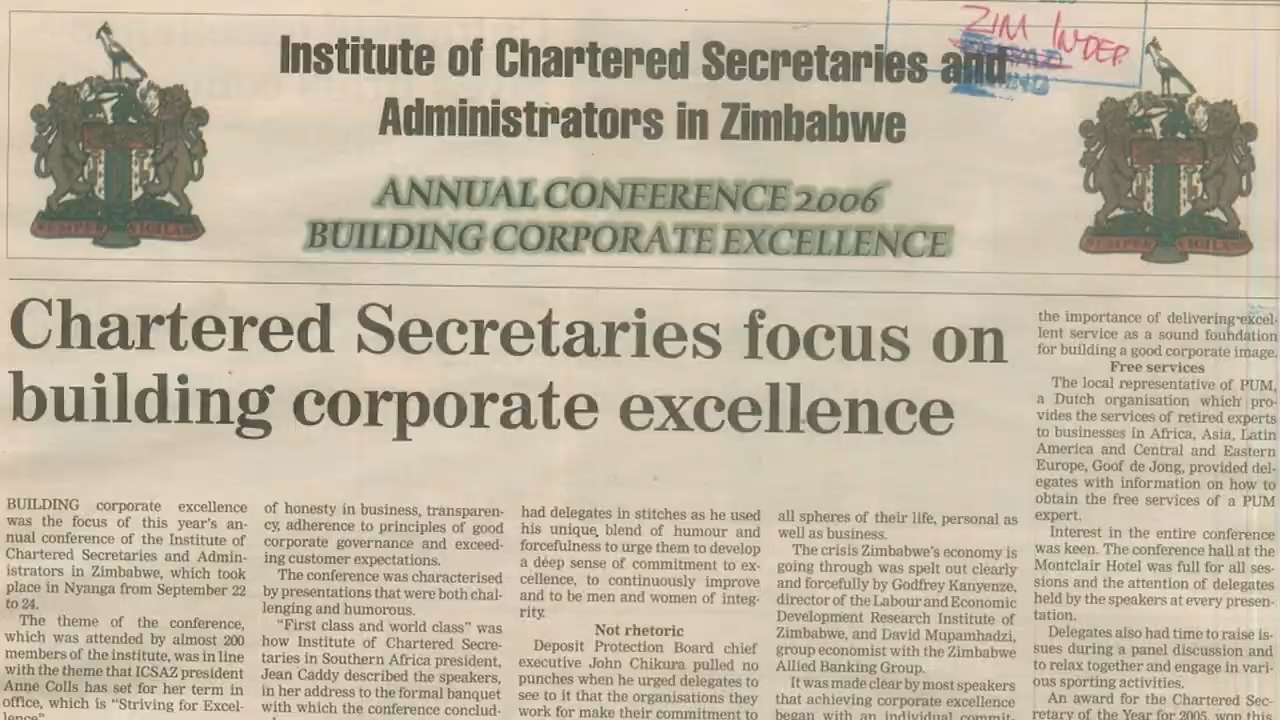 ZIM INDEP
Institute of Chartered Secretaries and
Administrators in Zimbabwe
ANNUAL CONFERENCE 2006
BUILDING CORPORATE EXCELLENCE
SEMPER VIGILANS
SEMPER VIGILANS
Chartered Secretaries focus on
building corporate excellence
BUILDING corporate excellence
was the focus of this year's an-
nual conference of the Institute of
Chartered Secretaries and Admin-
istrators in Zimbabwe, which took
place in Nyanga from September 22
to 24.
The theme of the conference,
which was attended by almost 200
members of the institute, was in line
with the theme that ICSAZ president
Anne Colls has set for her term in
office, which is "Striving for Excel-
lence".
of honesty in business, transparen-
cy, adherence to principles of good
corporate governance and exceed-
ing customer expectations.
The conference was characterised
by presentations that were both chal-
lenging and humorous.
"First class and world class" was
how Institute of Chartered Secre-
taries in Southern Africa president,
Jean Caddy described the speakers,
in her address to the formal banquet
with which the conference conclud-
had delegates in stitches as he used
his unique blend of humour and
forcefulness to urge them to develop
a deep sense of commitment to ex-
cellence, to continuously improve
and to be men and women of integ-
rity.
Not rhetoric
Deposit Protection Board chief
executive John Chikura pulled no
punches when he urged delegates to
see to it that the organisations they
work for make their commitment to
all spheres of their life, personal as
well as business.
The crisis Zimbabwe's economy is
going through was spelt out clearly
and forcefully by Godfrey Kanyenze,
director of the Labour and Economic
Development Research Institute of
Zimbabwe, and David Mupamhadzi,
group economist with the Zimbabwe
Allied Banking Group.
It was made clear by most speakers
that achieving corporate excellence
began with an individual commit-
the importance of delivering excel-
lent service as a sound foundation
for building a good corporate image.
Free services
The local representative of PUM,
a Dutch organisation which pro-
vides the services of retired experts
to businesses in Africa, Asia, Latin
America and Central and Eastern
Europe, Goof de Jong, provided del-
egates with information on how to
obtain the free services of a PUM
expert.
Interest in the entire conference
was keen. The conference hall at the
Montclair Hotel was full for all ses-
sions and the attention of delegates
held by the speakers at every presen-
tation.
Delegates also had time to raise is-
sues during a panel discussion and
to relax together and engage in vari-
ous sporting activities.
An award for the Chartered Sec-
retary of the Year for 2006 won the